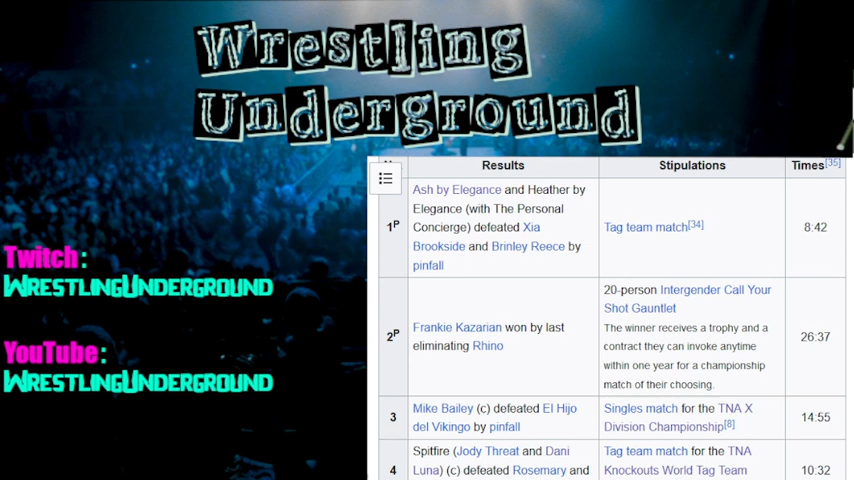 Wrestling
Underground
Results
Stipulations
Times[35]
1P
Ash by Elegance and Heather by
Elegance (with The Personal
Concierge) defeated Xia
Brookside and Brinley Reece by
pinfall
Tag team match[34]
8:42
2P
Frankie Kazarian won by last
eliminating Rhino
20-person Intergender Call Your
Shot Gauntlet
The winner receives a trophy and a
contract they can invoke anytime
within one year for a championship
match of their choosing.
26:37
3
Mike Bailey (c) defeated El Hijo
del Vikingo by pinfall
Singles match for the TNA X
Division Championship[8]
14:55
4
Spitfire (Jody Threat and Dani
Luna) (c) defeated Rosemary and
Tag team match for the TNA
Knockouts World Tag Team
10:32
Twitch:
WrestlingUnderground
YouTube:
WrestlingUnderground